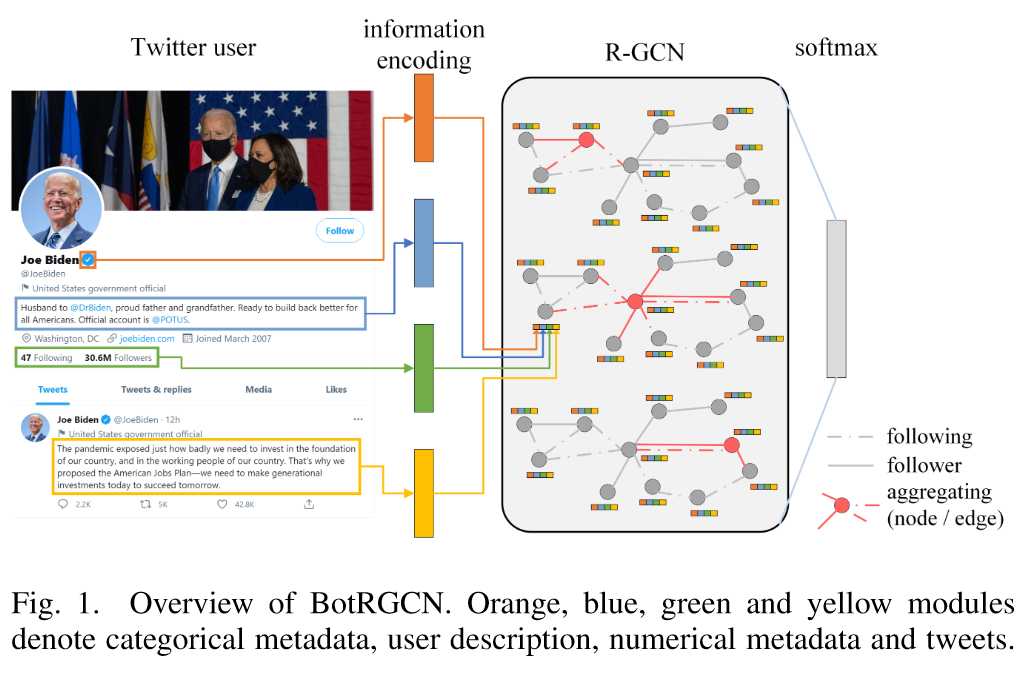 Twitter user
information
encoding
R-GCN
softmax
Follow
Joe Biden
@JoeBiden
United States government official
Husband to @DrBiden, proud father and grandfather. Ready to build back better for
all Americans. Official account is @POTUS.
Washington, DC joebiden.com Joined March 2007
47 Following 30.6M Followers
Tweets Tweets & replies Media Likes
Joe Biden @JoeBiden · 12h
United States government official
The pandemic exposed just how badly we need to invest in the foundation
of our country, and in the working people of our country. That's why we
proposed the American Jobs Plan—we need to make generational
investments today to succeed tomorrow.
2.2K 5K 42.8K
following
follower
aggregating
(node / edge)
Fig. 1. Overview of BotRGCN. Orange, blue, green and yellow modules
denote categorical metadata, user description, numerical metadata and tweets.